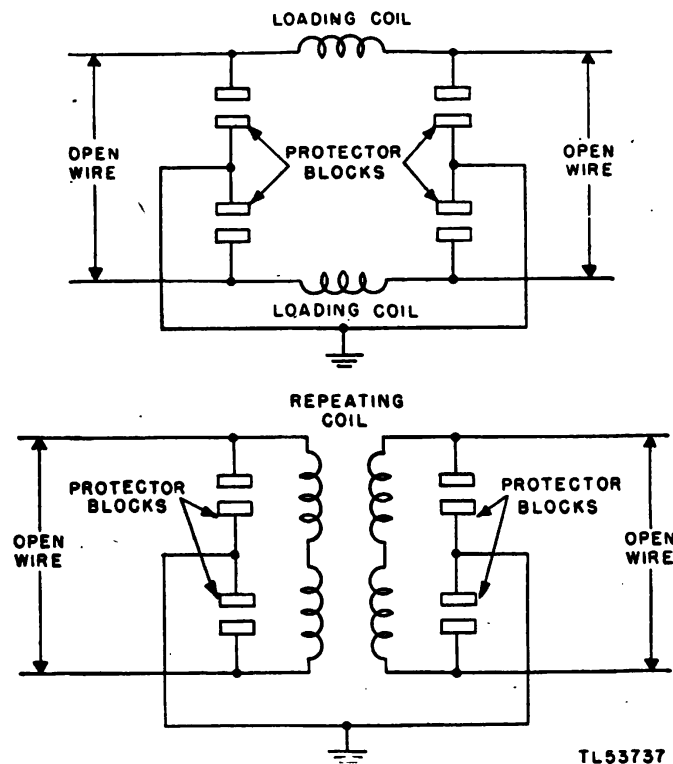 LOADING COIL
OPEN
WIRE
PROTECTOR
BLOCKS
OPEN
WIRE
LOADING COIL
REPEATING
COIL
PROTECTOR
BLOCKS
PROTECTOR
BLOCKS
OPEN
WIRE
OPEN
WIRE
TL53737